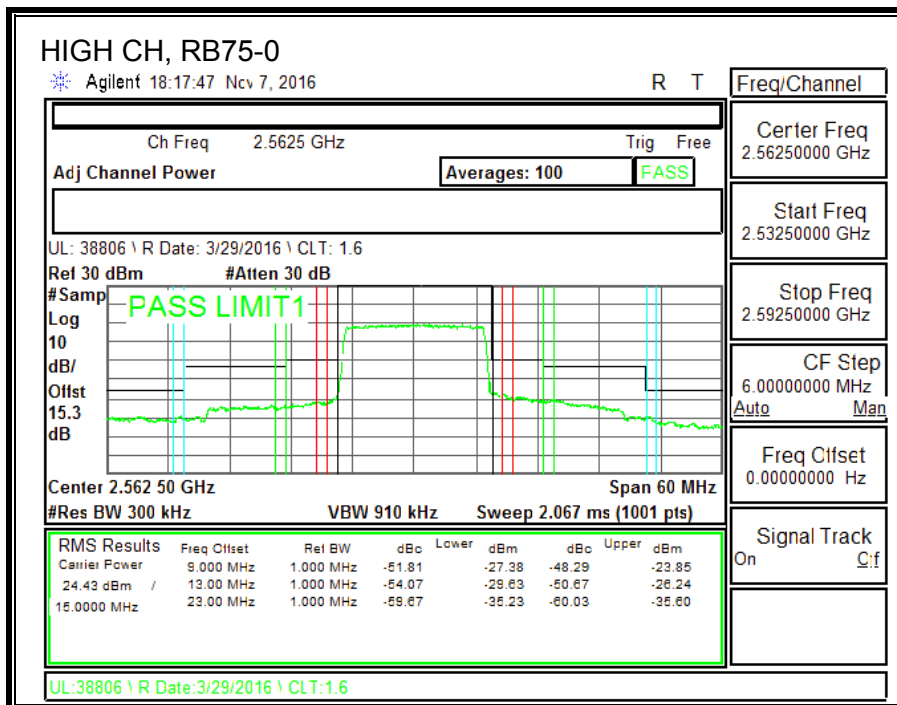 HIGH CH, RB75-0
Agilent 18:17:47 Nov 7, 2016 R T
Freq/Channel
Ch Freq 2.5625 GHz Trig Free
Adj Channel Power Averages: 100 PASS
Center Freq
2.56250000 GHz
Start Freq
2.53250000 GHz
Stop Freq
2.59250000 GHz
CF Step
6.00000000 MHz
Auto Man
Freq Offset
0.00000000 Hz
Signal Track
On Off
UL: 38806 \ R Date: 3/29/2016 \ CLT: 1.6
Ref 30 dBm #Atten 30 dB
#Samp
Log
10
dB/
Offst
15.3
dB
PASS LIMIT1
Center 2.562 50 GHz Span 60 MHz
#Res BW 300 kHz VBW 910 kHz Sweep 2.067 ms (1001 pts)
RMS Results Freq Offset Ref BW dBc Lower dBm dBc Upper dBm
Carrier Power 9.000 MHz 1.000 MHz -51.81 -27.38 -48.29 -23.85
24.43 dBm / 13.00 MHz 1.000 MHz -54.07 -29.63 -50.67 -26.24
15.0000 MHz 23.00 MHz 1.000 MHz -59.67 -35.23 -60.03 -35.60
UL:38806 \ R Date:3/29/2016 \ CLT:1.6